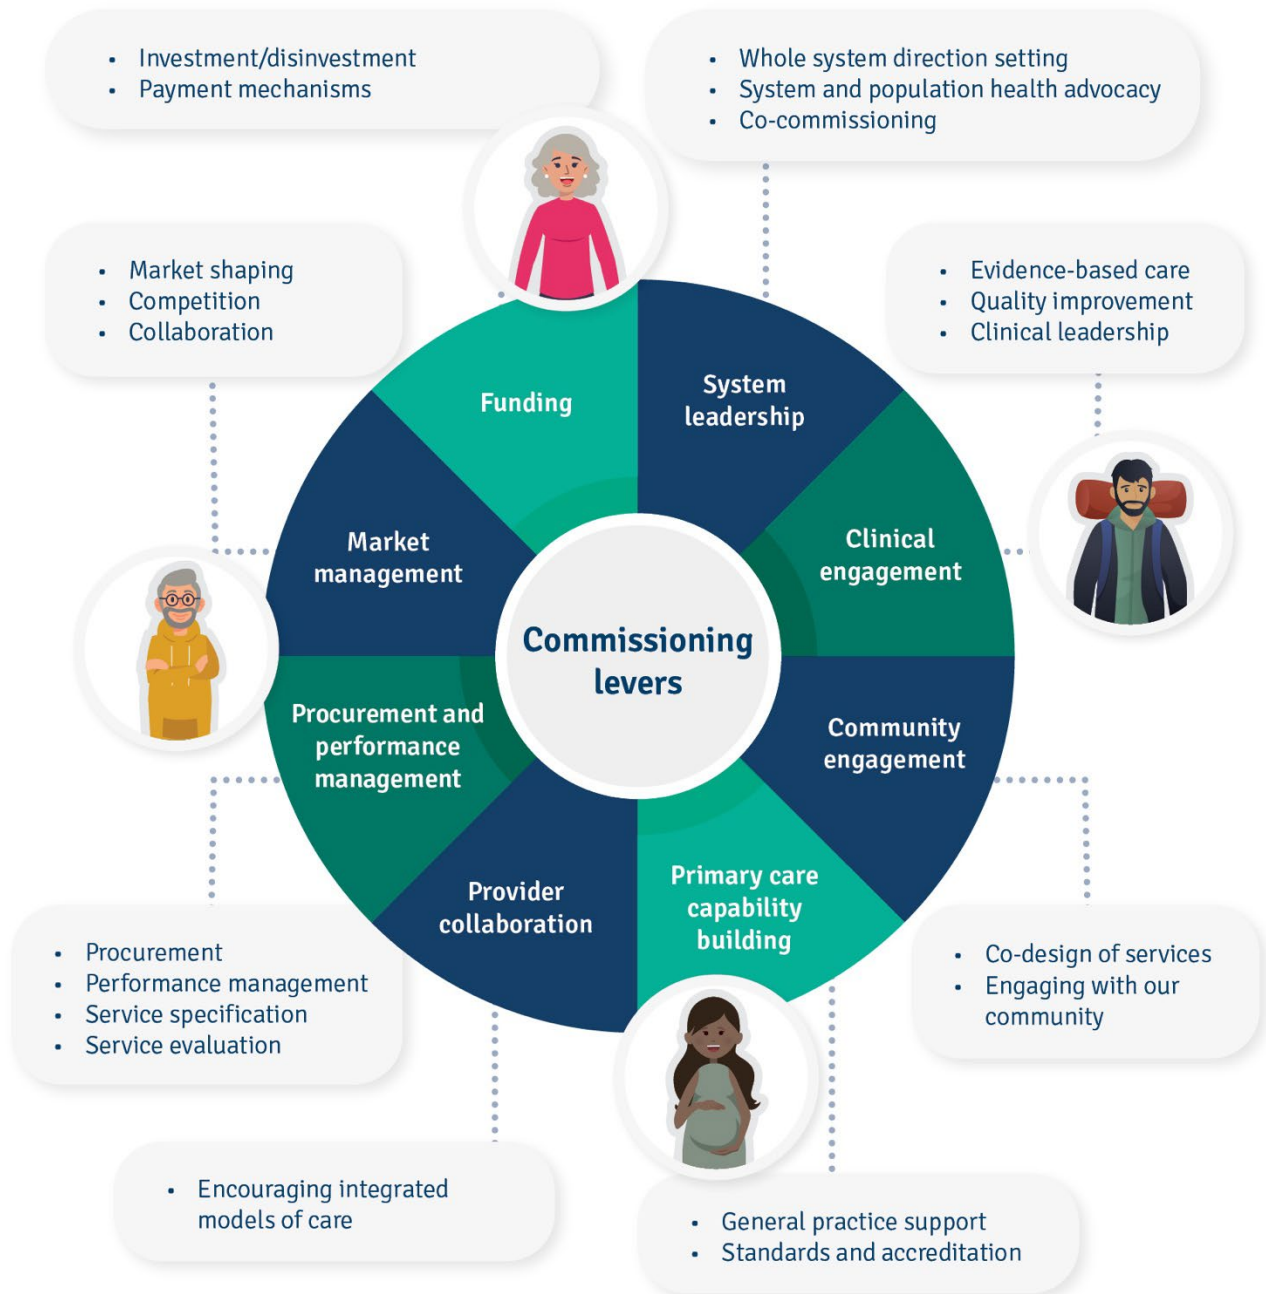 • Investment/disinvestment
• Payment mechanisms
• Whole system direction setting
• System and population health advocacy
• Co-commissioning
• Market shaping
• Competition
• Collaboration
• Evidence-based care
• Quality improvement
• Clinical leadership
Funding
System
leadership
Market
management
Clinical
engagement
Commissioning
levers
Procurement and
performance
management
Community
engagement
Provider
collaboration
Primary care
capability
building
• Procurement
• Performance management
• Service specification
• Service evaluation
• Co-design of services
• Engaging with our
community
• Encouraging integrated
models of care
• General practice support
• Standards and accreditation